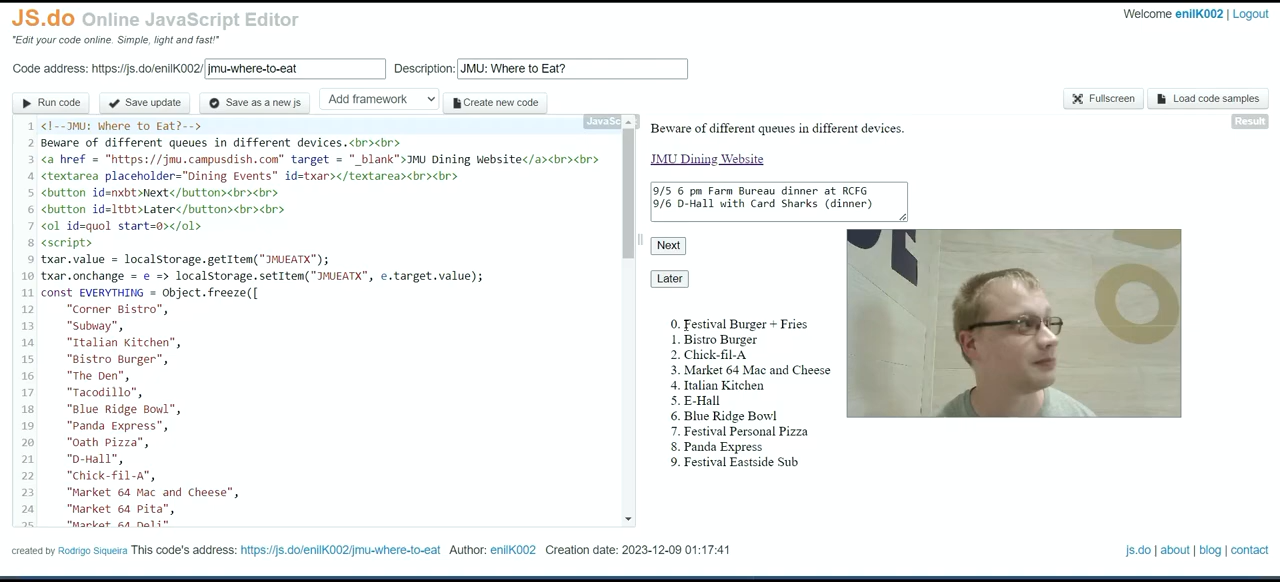 JS.do Online JavaScript Editor
Welcome enilK002 | Logout
"Edit your code online. Simple, light and fast!"
Code address: https://js.do/enilK002/ jmu-where-to-eat Description: JMU: Where to Eat?
Run code Save update Save as a new js Add framework Create new code Fullscreen Load code samples
JavaSc
Result
1 <!--JMU: Where to Eat?-->
2 Beware of different queues in different devices.<br><br>
3 <a href = "https://jmu.campusdish.com" target = "_blank">JMU Dining Website</a><br><br>
4 <textarea placeholder="Dining Events" id=txar></textarea><br><br>
5 <button id=nxbt>Next</button><br><br>
6 <button id=ltbt>Later</button><br><br>
7 <ol id=quol start=0></ol>
8 <script>
9 txar.value = localStorage.getItem("JMUEATX");
10 txar.onchange = e => localStorage.setItem("JMUEATX", e.target.value);
11 const EVERYTHING = Object.freeze([
12 "Corner Bistro",
13 "Subway",
14 "Italian Kitchen",
15 "Bistro Burger",
16 "The Den",
17 "Tacodillo",
18 "Blue Ridge Bowl",
19 "Panda Express",
20 "Oath Pizza",
21 "D-Hall",
22 "Chick-fil-A",
23 "Market 64 Mac and Cheese",
24 "Market 64 Pita",
25 "Market 64 Deli"
Beware of different queues in different devices.
JMU Dining Website
9/5 6 pm Farm Bureau dinner at RCFG
9/6 D-Hall with Card Sharks (dinner)
Next
Later
0. Festival Burger + Fries
1. Bistro Burger
2. Chick-fil-A
3. Market 64 Mac and Cheese
4. Italian Kitchen
5. E-Hall
6. Blue Ridge Bowl
7. Festival Personal Pizza
8. Panda Express
9. Festival Eastside Sub
created by Rodrigo Siqueira This code's address: https://js.do/enilK002/jmu-where-to-eat Author: enilK002 Creation date: 2023-12-09 01:17:41
js.do | about | blog | contact